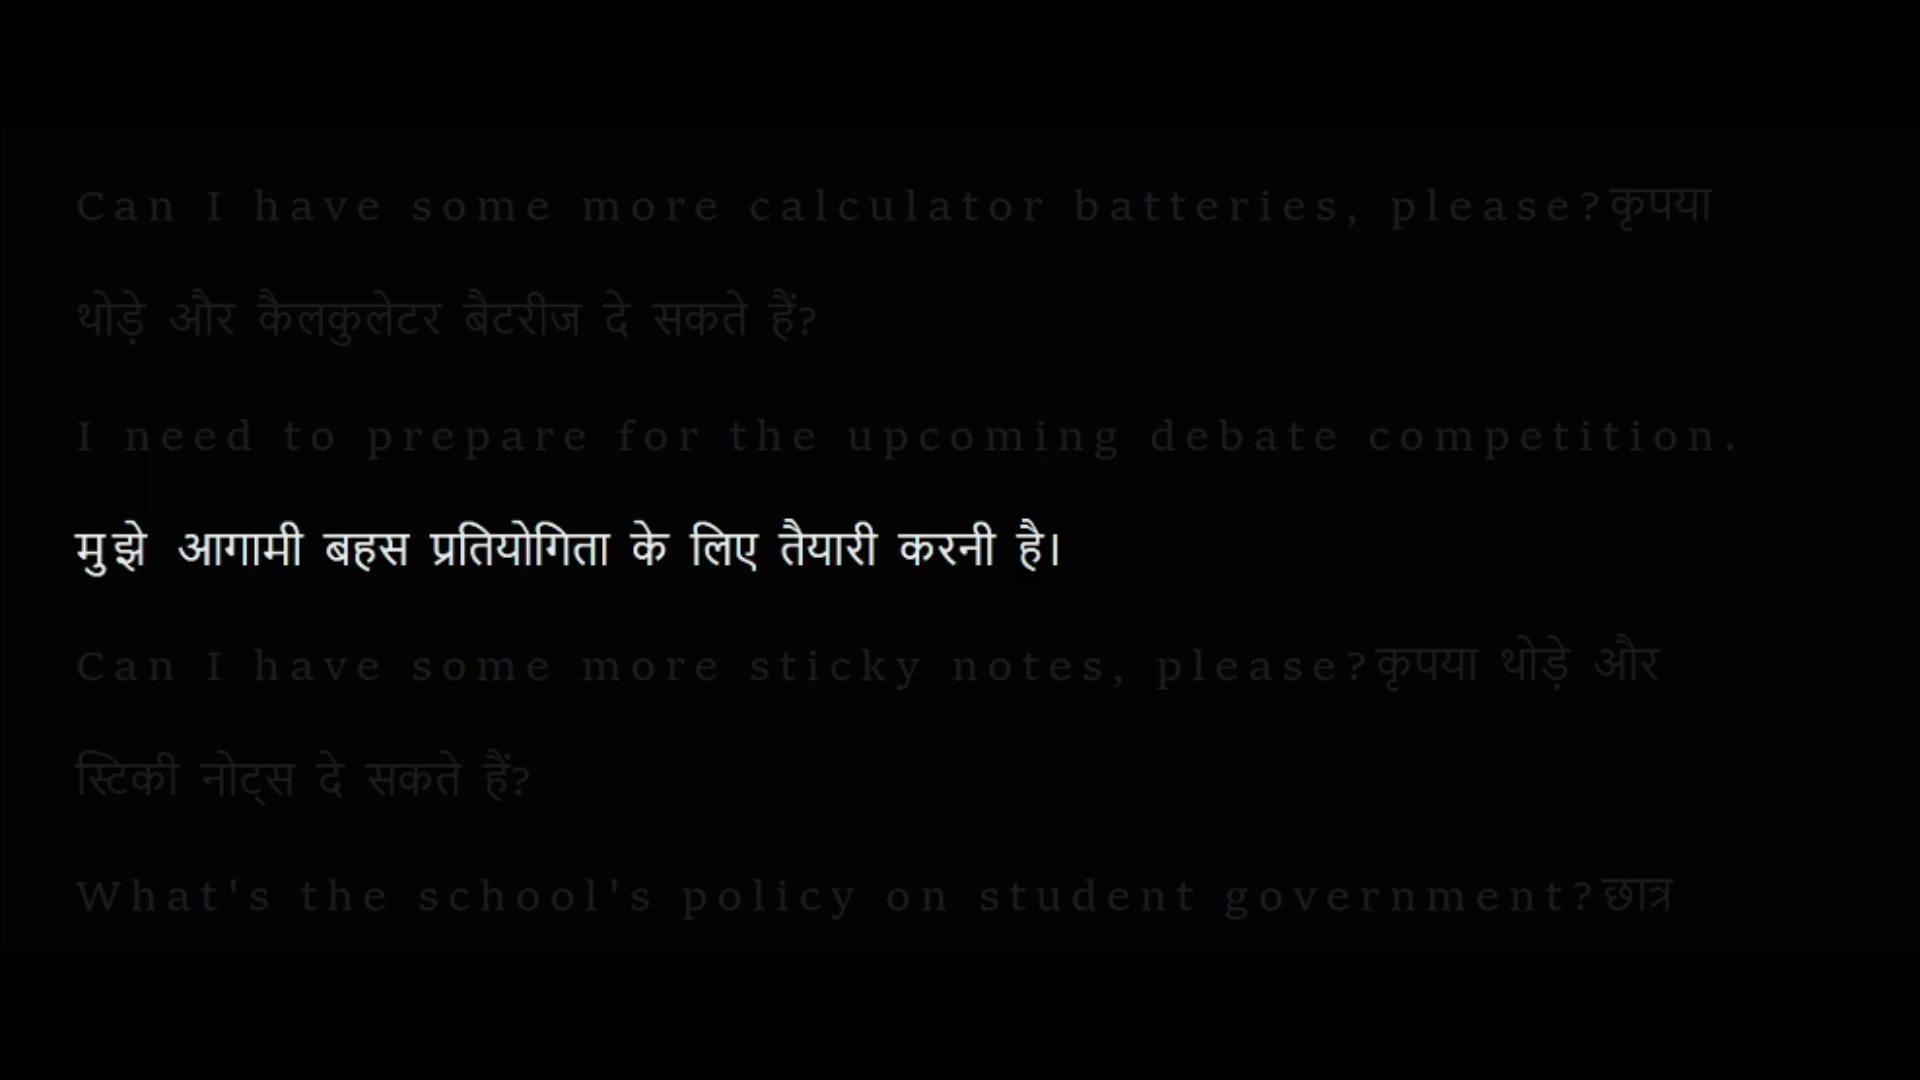 Can I have some more calculator batteries, please?कृपया
थोड़े और कैलकुलेटर बैटरीज दे सकते हैं?
I need to prepare for the upcoming debate competition.
मुझे आगामी बहस प्रतियोगिता के लिए तैयारी करनी है।
Can I have some more sticky notes, please?कृपया थोड़े और
स्टिकी नोट्स दे सकते हैं?
What's the school's policy on student government?छात्र